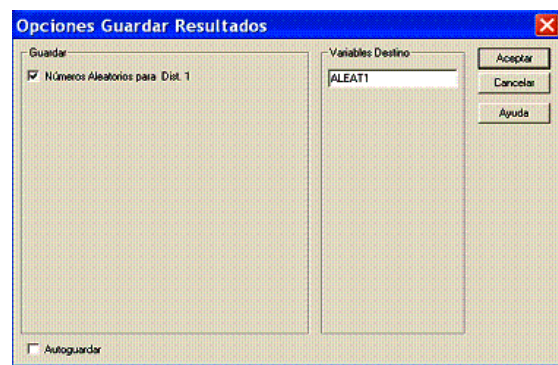 Opciones Guardar Resultados
Guardar
Números Aleatorios para Dist. 1
Variables Destino
ALEAT1
Aceptar
Cancelar
Ayuda
Autoguardar